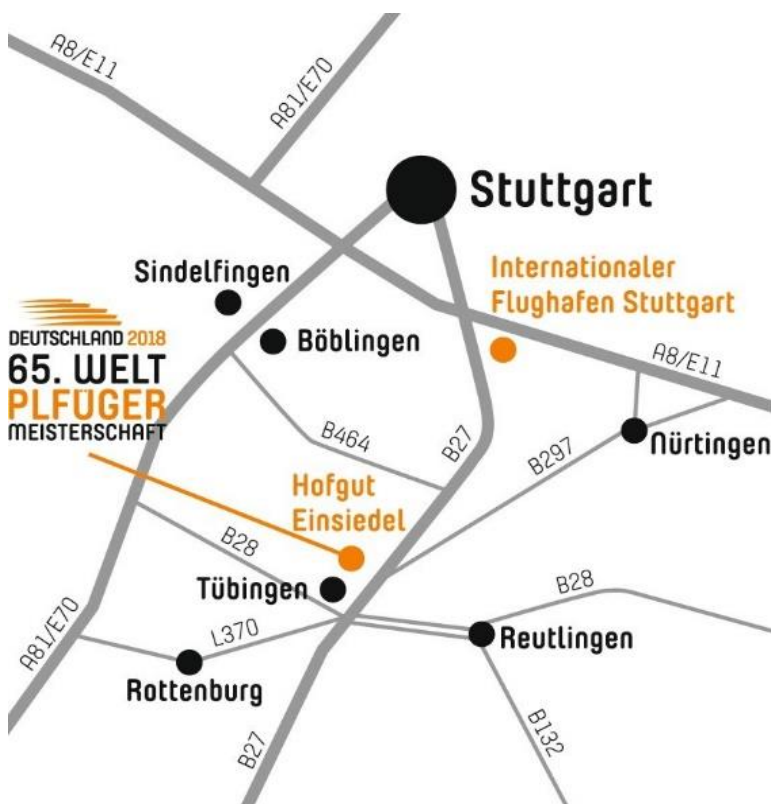 A8/E11
A81/E70
Stuttgart
Sindelfingen
Internationaler
Flughafen Stuttgart
DEUTSCHLAND 2018
65. WELT
PLFÜGER
MEISTERSCHAFT
Böblingen
A8/E11
B464
B27
B297
Nürtingen
Hofgut
Einsiedel
B28
Tübingen
B28
A81/E70
L370
Reutlingen
Rottenburg
B27
B132